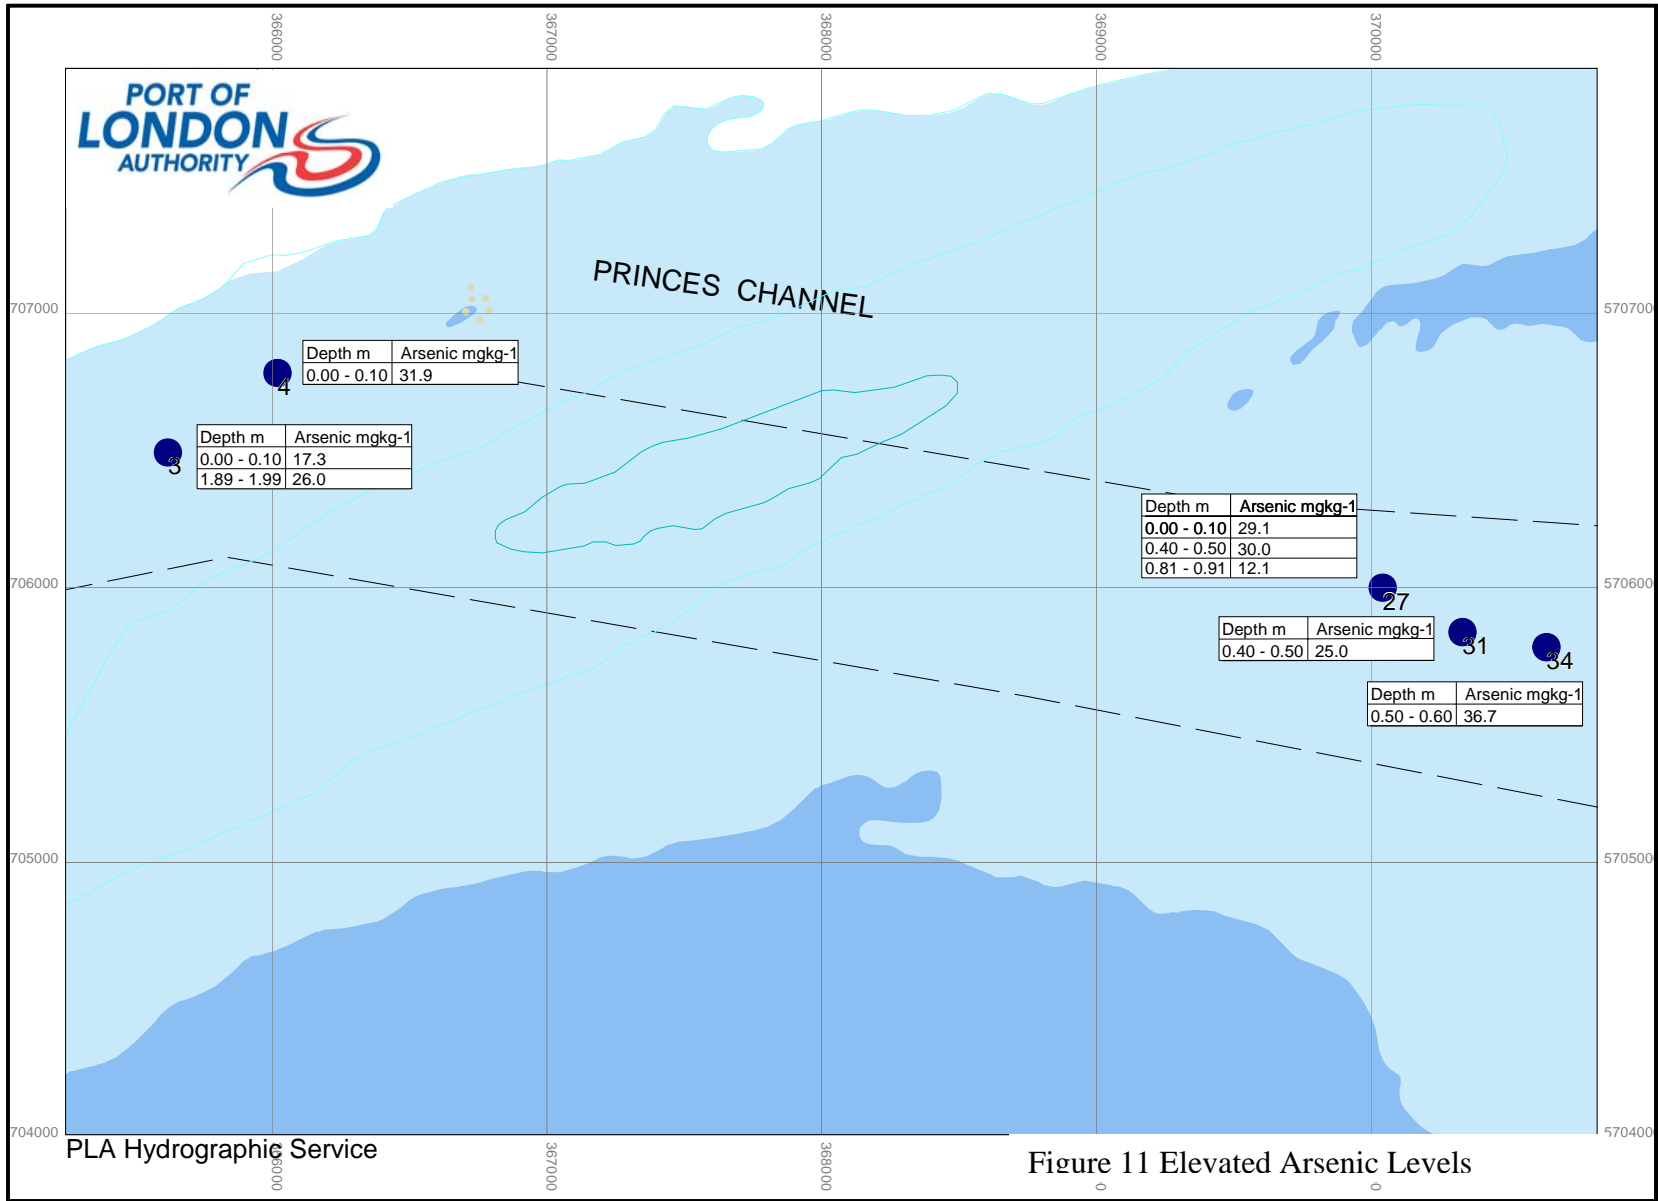 366000 367000 368000 369000 370000
PORT OF
LONDON
AUTHORITY
PRINCES CHANNEL
707000 570700
Depth m Arsenic mgkg-1
0.00 - 0.10 31.9
4
Depth m Arsenic mgkg-1
0.00 - 0.10 17.3
1.89 - 1.99 26.0
3
Depth m Arsenic mgkg-1
0.00 - 0.10 29.1
0.40 - 0.50 30.0
0.81 - 0.91 12.1
706000 570600
27
Depth m Arsenic mgkg-1
0.40 - 0.50 25.0
31
34
Depth m Arsenic mgkg-1
0.50 - 0.60 36.7
705000 570500
704000 570400
PLA Hydrographic Service
366000 367000 368000 0 0
Figure 11 Elevated Arsenic Levels